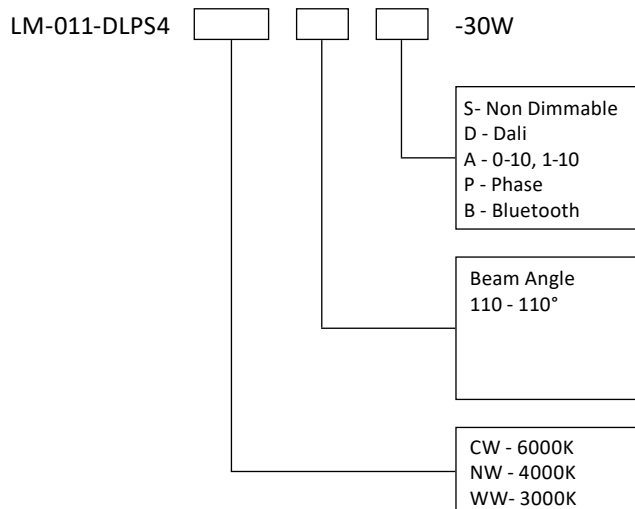 LM-011-DLPS4 -30W
S- Non Dimmable
D - Dali
A - 0-10, 1-10
P - Phase
B - Bluetooth
Beam Angle
110 - 110°
CW - 6000K
NW - 4000K
WW- 3000K